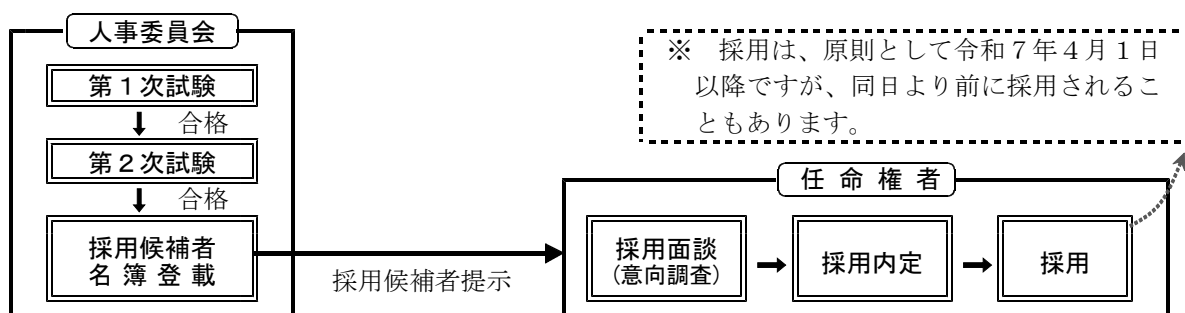 人事委員会
第１次試験
合格
第２次試験
合格
採用候補者
名簿登載
採用候補者提示
※　採用は、原則として令和７年４月１日
以降ですが、同日より前に採用されるこ
ともあります。
任命権者
採用面談
(意向調査)
採用内定
採用